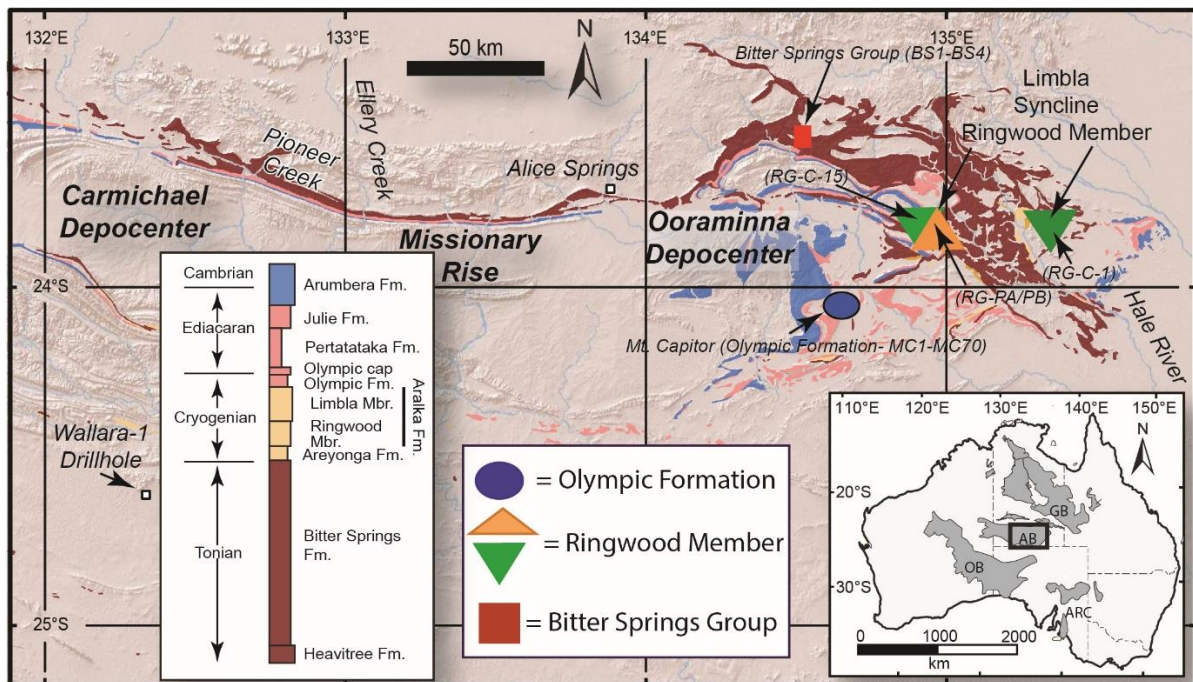 132°E
133°E
134°E
135°E
50 km
N
Bitter Springs Group (BS1-BS4)
Limbla
Syncline
Ringwood Member
Pioneer
Creek
Ellery Creek
Alice Springs
(RG-C-15)
Carmichael
Depocenter
Missionary
Rise
Ooraminna
Depocenter
(RG-C-1)
(RG-PA/PB)
24°S
Hale River
Mt. Capitor (Olympic Formation- MC1-MC70)
Cambrian
Arumbera Fm.
Ediacaran
Julie Fm.
Pertatataka Fm.
Olympic cap
Olympic Fm.
Cryogenian
Limbla Mbr.
Ringwood
Mbr.
Aralka Fm.
Areyonga Fm.
Tonian
Bitter Springs
Fm.
Heavitree Fm.
Wallara-1
Drillhole
25°S
= Olympic Formation
= Ringwood Member
= Bitter Springs Group
110°E
120°E
130°E
140°E
150°E
N
20°S
30°S
GB
AB
OB
ARC
0
1000
2000
km